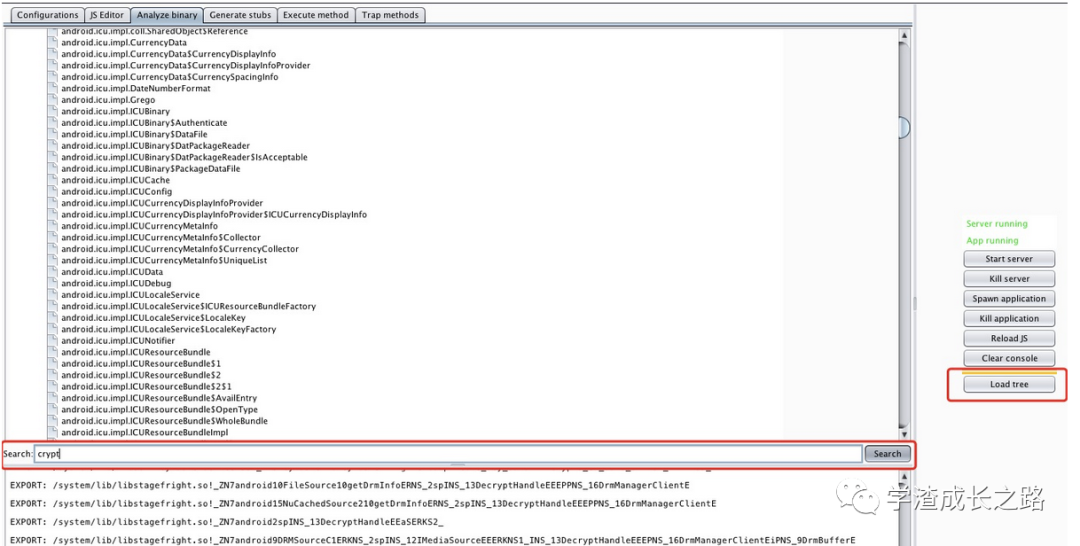 Configurations JS Editor Analyze binary Generate stubs Execute method Trap methods
android.icu.impl.coll.SharedObject$Reference
android.icu.impl.CurrencyData
android.icu.impl.CurrencyData$CurrencyDisplayInfo
android.icu.impl.CurrencyData$CurrencyDisplayInfoProvider
android.icu.impl.CurrencyData$CurrencySpacingInfo
android.icu.impl.DateNumberFormat
android.icu.impl.Grego
android.icu.impl.ICUBinary
android.icu.impl.ICUBinary$Authenticate
android.icu.impl.ICUBinary$DataFile
android.icu.impl.ICUBinary$DatPackageReader
android.icu.impl.ICUBinary$DatPackageReader$IsAcceptable
android.icu.impl.ICUBinary$PackageDataFile
android.icu.impl.ICUCache
android.icu.impl.ICUConfig
android.icu.impl.ICUCurrencyDisplayInfoProvider
android.icu.impl.ICUCurrencyDisplayInfoProvider$ICUCurrencyDisplayInfo
android.icu.impl.ICUCurrencyMetaInfo
android.icu.impl.ICUCurrencyMetaInfo$Collector
android.icu.impl.ICUCurrencyMetaInfo$CurrencyCollector
android.icu.impl.ICUCurrencyMetaInfo$UniqueList
android.icu.impl.ICUData
android.icu.impl.ICUDebug
android.icu.impl.ICULocaleService
android.icu.impl.ICULocaleService$ICUResourceBundleFactory
android.icu.impl.ICULocaleService$LocaleKey
android.icu.impl.ICULocaleService$LocaleKeyFactory
android.icu.impl.ICUNotifier
android.icu.impl.ICUResourceBundle
android.icu.impl.ICUResourceBundle$1
android.icu.impl.ICUResourceBundle$2
android.icu.impl.ICUResourceBundle$2$1
android.icu.impl.ICUResourceBundle$AvailEntry
android.icu.impl.ICUResourceBundle$OpenType
android.icu.impl.ICUResourceBundle$WholeBundle
android.icu.impl.ICUResourceBundleImpl
Search: crypt Search
EXPORT: /system/lib/libstagefright.so!_ZN7android10FileSource10getDrmInfoERNS_2spINS_13DecryptHandleEEEPPNS_16DrmManagerClientE
EXPORT: /system/lib/libstagefright.so!_ZN7android15NuCachedSource210getDrmInfoERNS_2spINS_13DecryptHandleEEEPPNS_16DrmManagerClientE
EXPORT: /system/lib/libstagefright.so!_ZN7android2spINS_13DecryptHandleEEaSERKS2_
EXPORT: /system/lib/libstagefright.so!_ZN7android9DRMSourceC1ERKNS_2spINS_12IMediaSourceEEERKNS1_INS_13DecryptHandleEEEPNS_16DrmManagerClientEiPNS_9DrmBufferE
Server running
App running
Start server
Kill server
Spawn application
Kill application
Reload JS
Clear console
Load tree
学渣成长之路